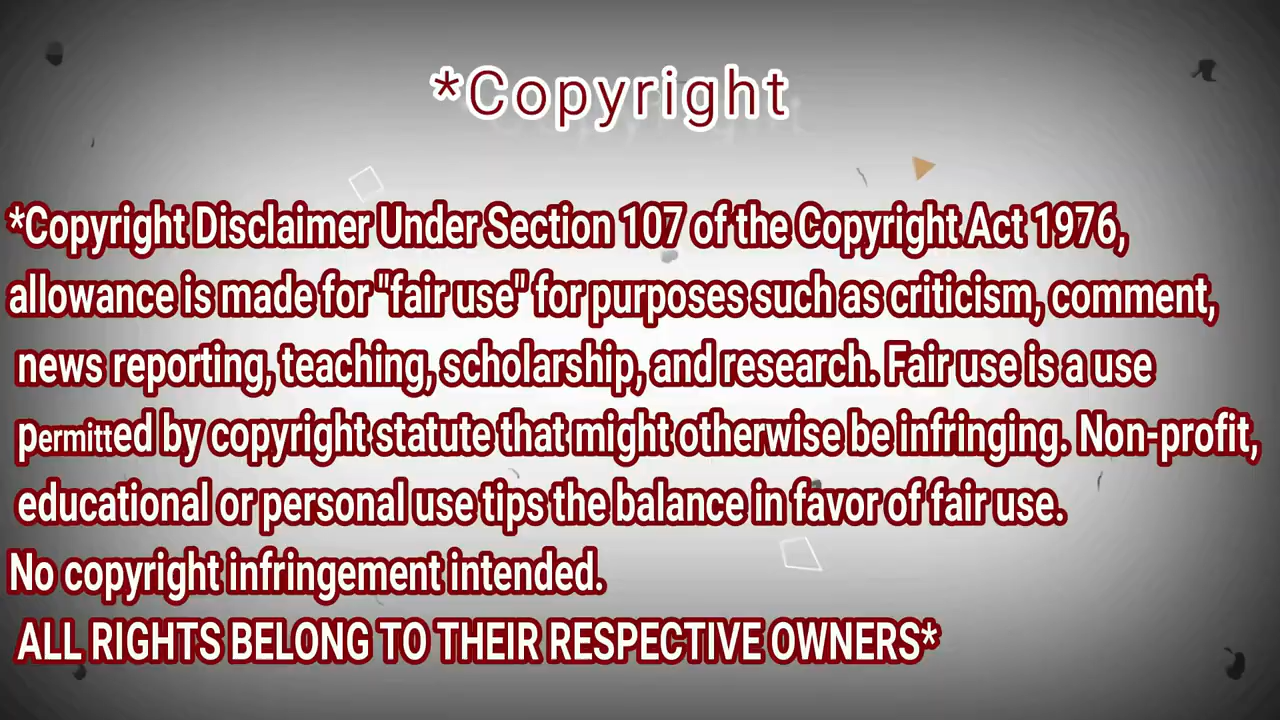 *Copyright
*Copyright Disclaimer Under Section 107 of the Copyright Act 1976,
allowance is made for "fair use" for purposes such as criticism, comment,
news reporting, teaching, scholarship, and research. Fair use is a use
permitted by copyright statute that might otherwise be infringing. Non-profit,
educational or personal use tips the balance in favor of fair use.
No copyright infringement intended.
ALL RIGHTS BELONG TO THEIR RESPECTIVE OWNERS*